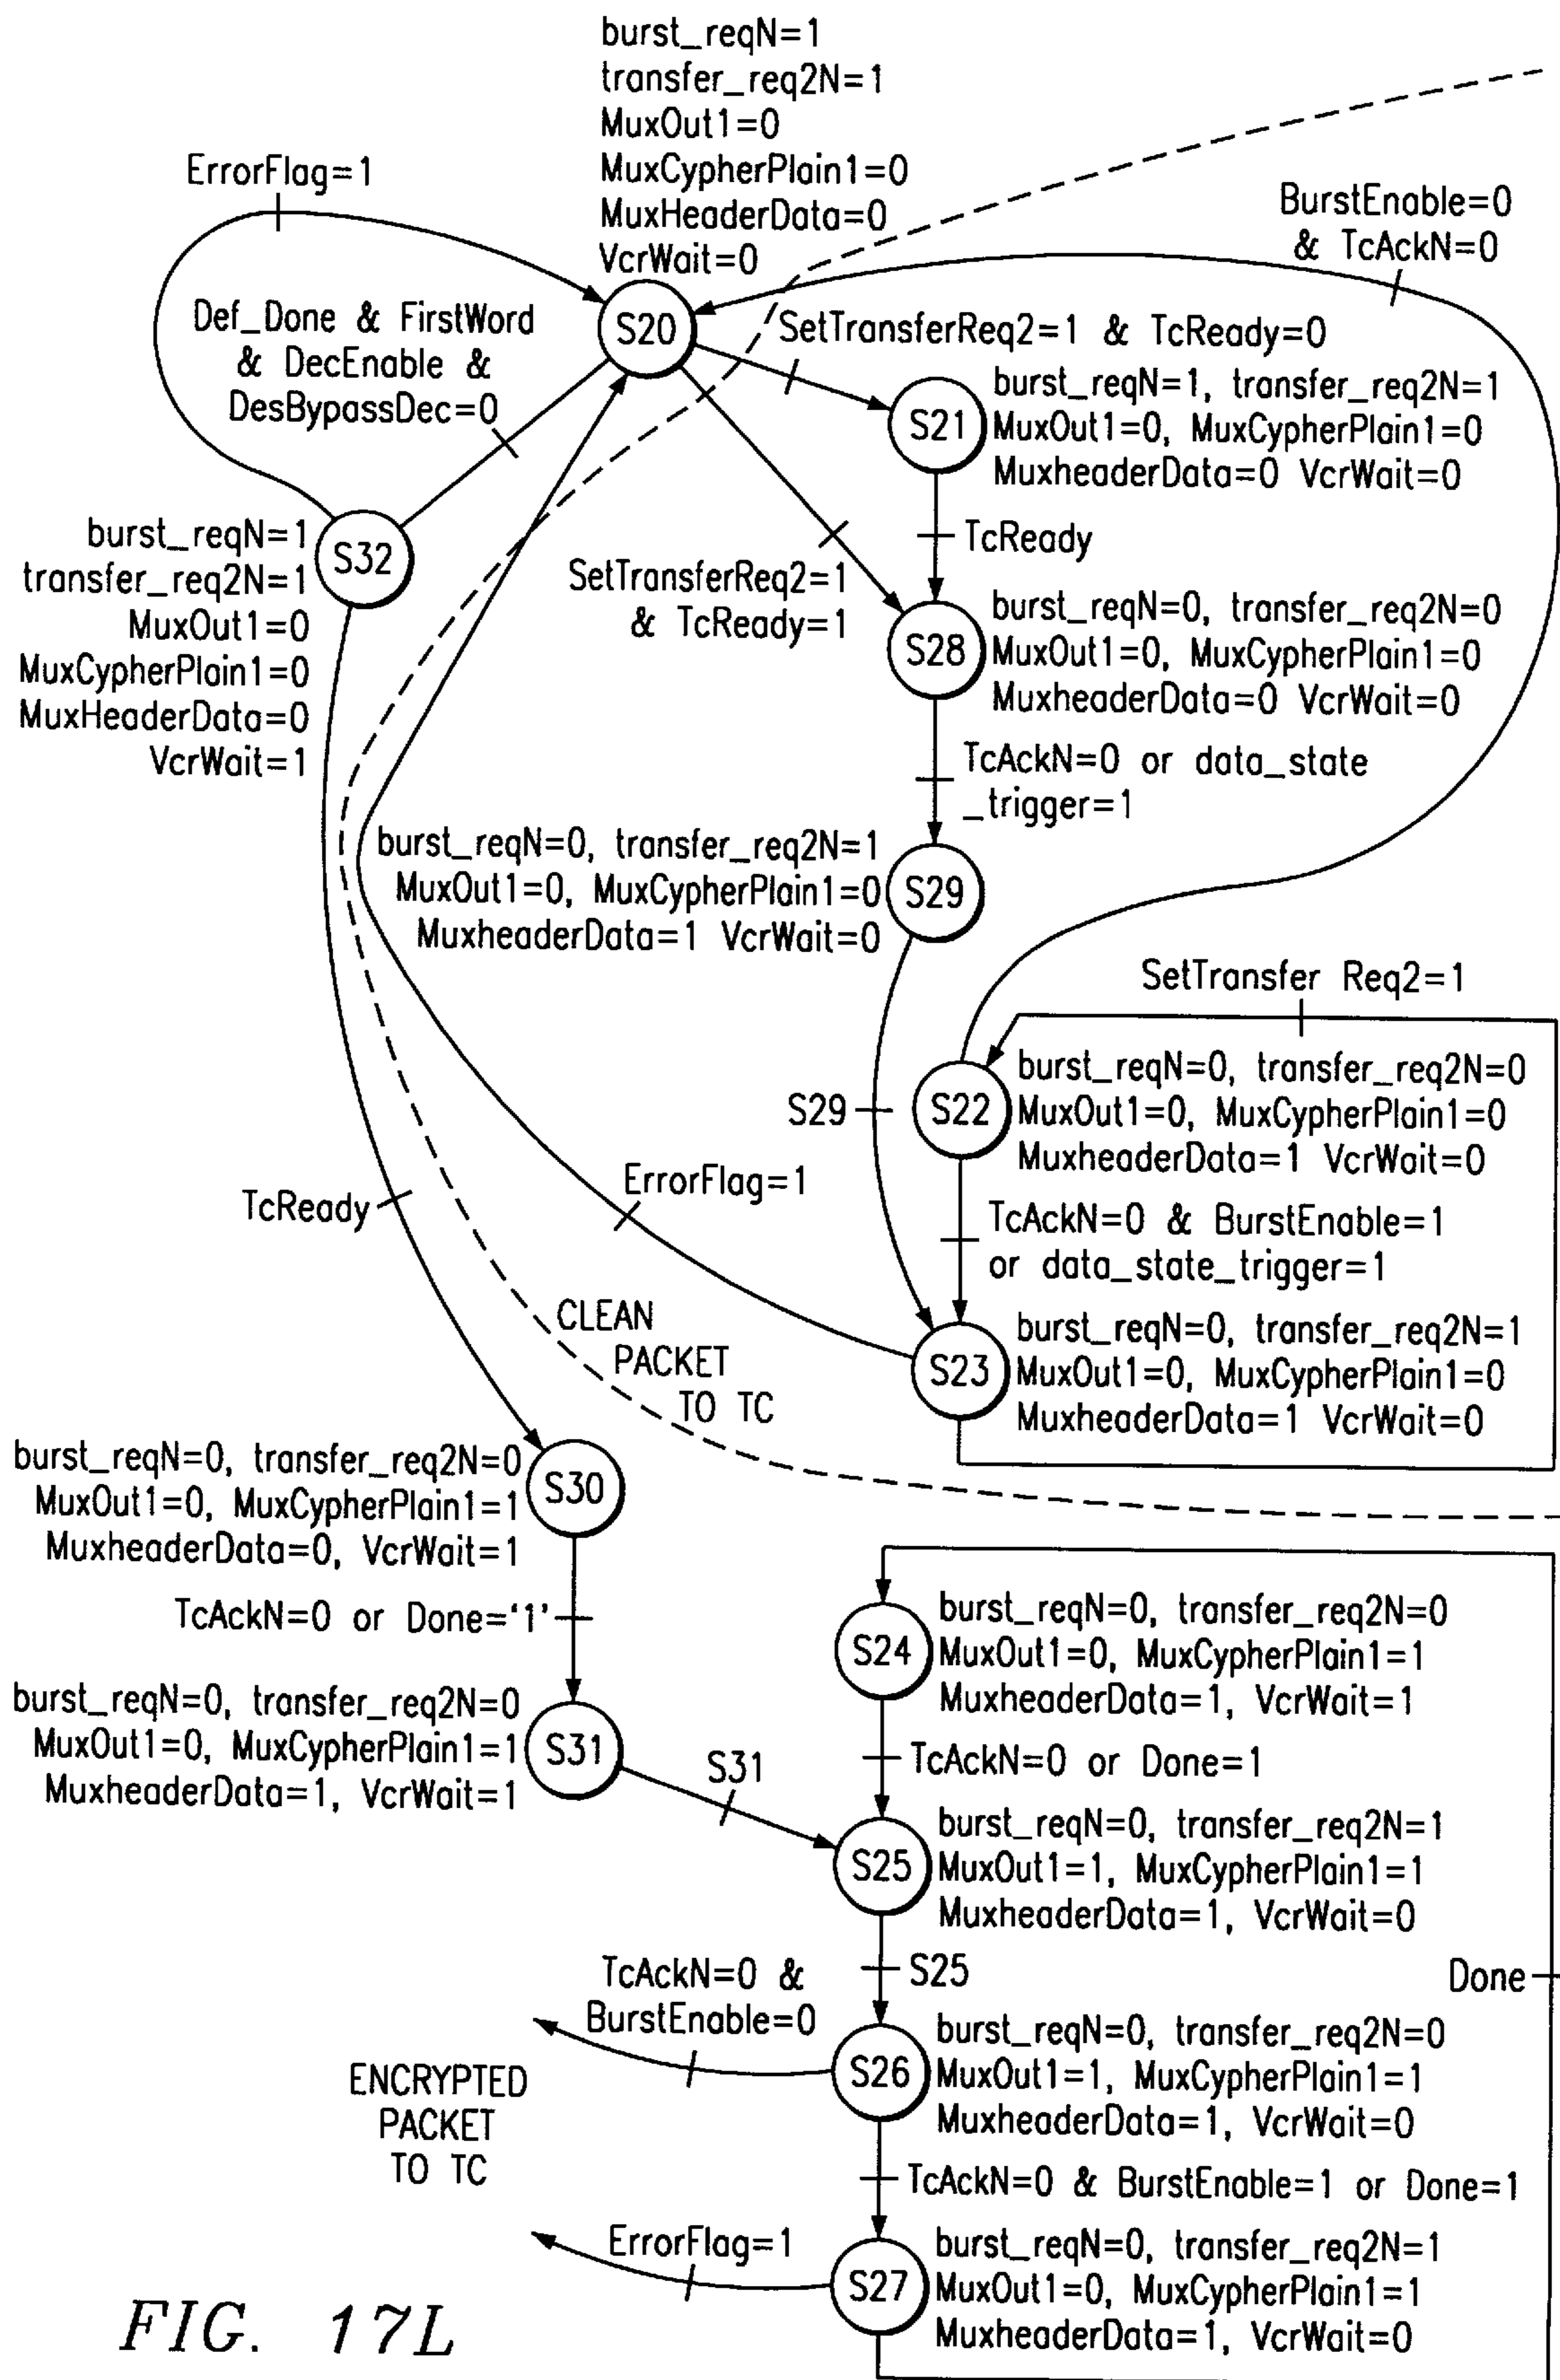 burst_reqN=1
transfer_req2N=1
MuxOut1=0
MuxCypherPlain1=0
MuxHeaderData=0
VcrWait=0
ErrorFlag=1
BurstEnable=0
& TcAckN=0
Def_Done & FirstWord
& DecEnable &
DesBypassDec=0
S20
SetTransferReq2=1 & TcReady=0
S21
burst_reqN=1, transfer_req2N=1
MuxOut1=0, MuxCypherPlain1=0
MuxheaderData=0 VcrWait=0
TcReady
S32
burst_reqN=1
transfer_req2N=1
MuxOut1=0
MuxCypherPlain1=0
MuxHeaderData=0
VcrWait=1
SetTransferReq2=1
& TcReady=1
S28
burst_reqN=0, transfer_req2N=0
MuxOut1=0, MuxCypherPlain1=0
MuxheaderData=0 VcrWait=0
TcAckN=0 or data_state
_trigger=1
burst_reqN=0, transfer_req2N=1
MuxOut1=0, MuxCypherPlain1=0
MuxheaderData=1 VcrWait=0
S29
SetTransfer Req2=1
S29
S22
burst_reqN=0, transfer_req2N=0
MuxOut1=0, MuxCypherPlain1=0
MuxheaderData=1 VcrWait=0
ErrorFlag=1
TcReady
TcAckN=0 & BurstEnable=1
or data_state_trigger=1
CLEAN
PACKET
TO TC
S23
burst_reqN=0, transfer_req2N=1
MuxOut1=0, MuxCypherPlain1=0
MuxheaderData=1 VcrWait=0
burst_reqN=0, transfer_req2N=0
MuxOut1=0, MuxCypherPlain1=1
MuxheaderData=0, VcrWait=1
S30
TcAckN=0 or Done='1'
S24
burst_reqN=0, transfer_req2N=0
MuxOut1=0, MuxCypherPlain1=1
MuxheaderData=1, VcrWait=1
burst_reqN=0, transfer_req2N=0
MuxOut1=0, MuxCypherPlain1=1
MuxheaderData=1, VcrWait=1
S31
S31
TcAckN=0 or Done=1
S25
burst_reqN=0, transfer_req2N=1
MuxOut1=1, MuxCypherPlain1=1
MuxheaderData=1, VcrWait=0
TcAckN=0 &
BurstEnable=0
S25
Done
S26
burst_reqN=0, transfer_req2N=0
MuxOut1=1, MuxCypherPlain1=1
MuxheaderData=1, VcrWait=0
ENCRYPTED
PACKET
TO TC
TcAckN=0 & BurstEnable=1 or Done=1
ErrorFlag=1
S27
burst_reqN=0, transfer_req2N=1
MuxOut1=0, MuxCypherPlain1=1
MuxheaderData=1, VcrWait=0
FIG. 17L